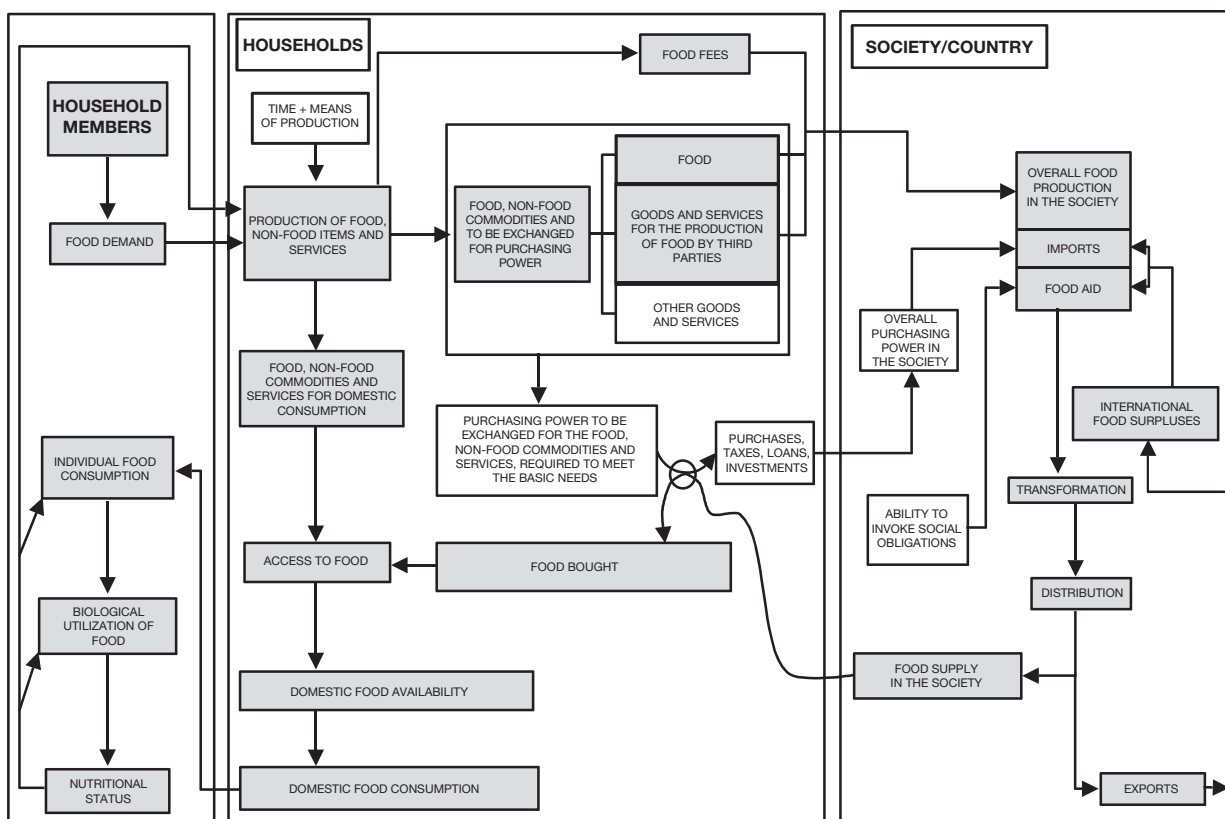 HOUSEHOLD
MEMBERS
FOOD DEMAND
INDIVIDUAL FOOD
CONSUMPTION
BIOLOGICAL
UTILIZATION OF
FOOD
NUTRITIONAL
STATUS
HOUSEHOLDS
FOOD FEES
TIME + MEANS
OF PRODUCTION
PRODUCTION OF FOOD,
NON-FOOD ITEMS AND
SERVICES
FOOD, NON-FOOD
COMMODITIES AND
TO BE EXCHANGED
FOR PURCHASING
POWER
FOOD
GOODS AND SERVICES
FOR THE PRODUCTION
OF FOOD BY THIRD
PARTIES
OTHER GOODS
AND SERVICES
FOOD, NON-FOOD
COMMODITIES AND
SERVICES FOR DOMESTIC
CONSUMPTION
PURCHASING POWER TO BE
EXCHANGED FOR THE FOOD,
NON-FOOD COMMODITIES AND
SERVICES, REQUIRED TO MEET
THE BASIC NEEDS
PURCHASES,
TAXES, LOANS,
INVESTMENTS
ACCESS TO FOOD
FOOD BOUGHT
DOMESTIC FOOD AVAILABILITY
DOMESTIC FOOD CONSUMPTION
SOCIETY/COUNTRY
OVERALL FOOD
PRODUCTION
IN THE SOCIETY
IMPORTS
FOOD AID
OVERALL
PURCHASING
POWER IN
THE SOCIETY
INTERNATIONAL
FOOD SURPLUSES
TRANSFORMATION
ABILITY TO
INVOKE SOCIAL
OBLIGATIONS
DISTRIBUTION
FOOD SUPPLY
IN THE SOCIETY
EXPORTS